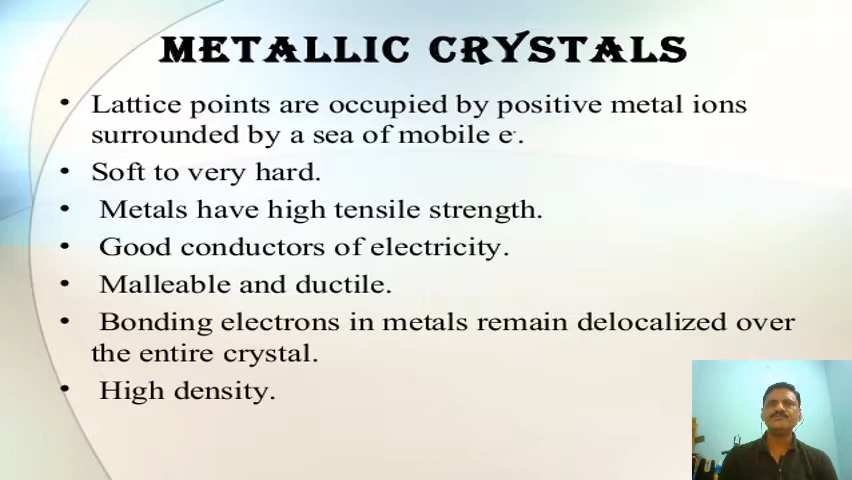 METALLIC CRYSTALS
• Lattice points are occupied by positive metal ions
surrounded by a sea of mobile e-.
• Soft to very hard.
• Metals have high tensile strength.
• Good conductors of electricity.
• Malleable and ductile.
• Bonding electrons in metals remain delocalized over
the entire crystal.
• High density.